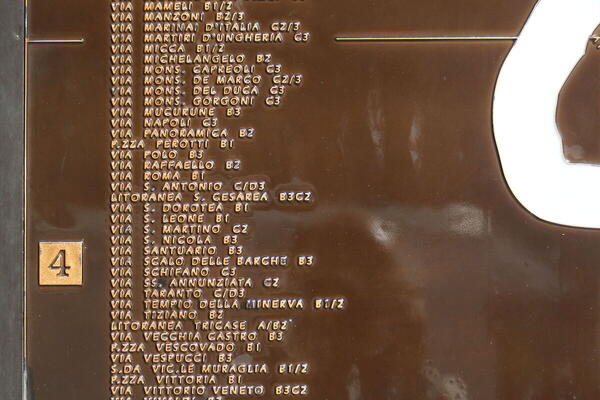 VIA MAMELI B1/2
VIA MANZONI B2/3
VIA MARINAI D'ITALIA C2/3
VIA MARTIRI D'UNGHERIA C3
VIA MICCA B1/2
VIA MICHELANGELO B2
VIA MONS. CAPREOLI C3
VIA MONS. DE MARCO C2/3
VIA MONS. DEL DUCA C3
VIA MONS. GORGONI C3
VIA MUCURUNE B3
VIA NAPOLI C3
VIA PANORAMICA B2
P.ZZA PEROTTI B1
VIA POLO B3
VIA RAFFAELLO B2
VIA ROMA B1
VIA S. ANTONIO C/D3
LITORANEA S. CESAREA B3C2
VIA S. DOROTEA B1
VIA S. LEONE B1
VIA S. MARTINO C2
VIA S. NICOLA B3
VIA SANTUARIO B3
VIA SCALO DELLE BARCHE B3
VIA SCHIFANO C3
VIA SS. ANNUNZIATA C2
VIA TARANTO C/D3
VIA TEMPIO DELLA MINERVA B1/2
VIA TIZIANO B2
LITORANEA TRICASE A/B2
VIA VECCHIA CASTRO B3
P.ZZA VESCOVADO B1
VIA VESPUCCI B3
S.DA VIC.LE MURAGLIA B1/2
P.ZZA VITTORIA B1
VIA VITTORIO VENETO B3C2
4